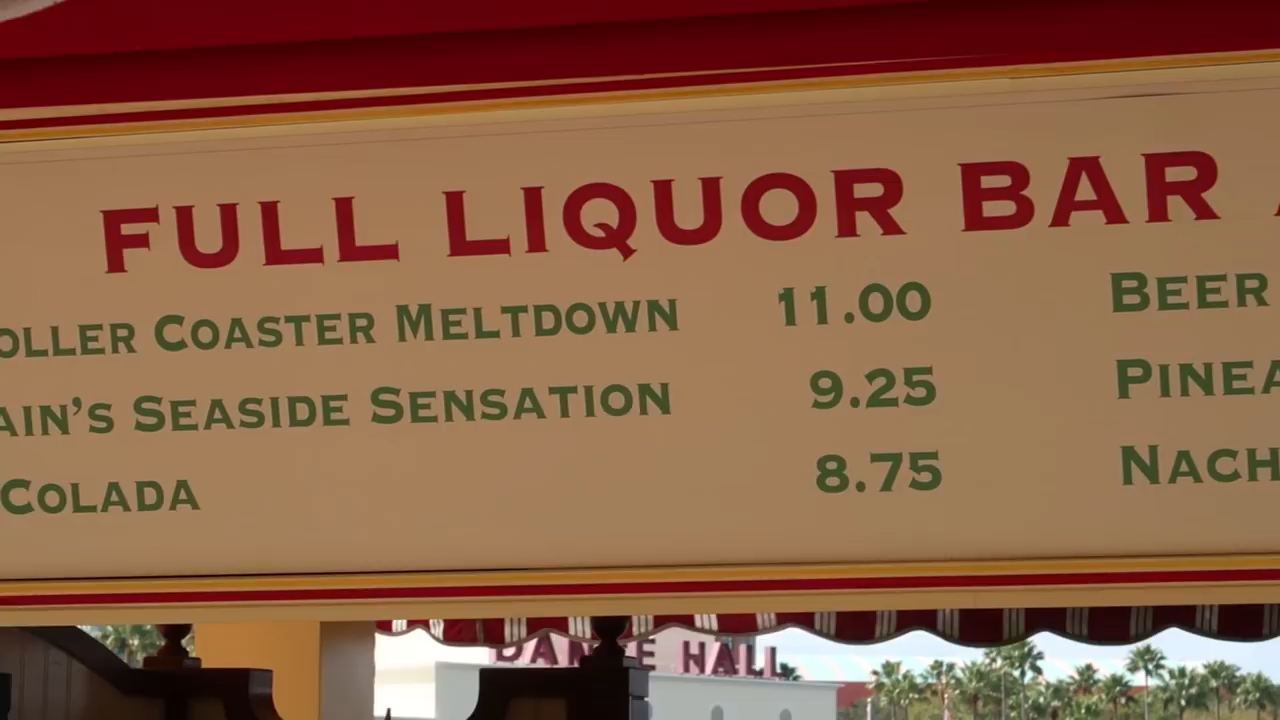 FULL LIQUOR BAR
OLLER COASTER MELTDOWN 11.00 BEER
AIN'S SEASIDE SENSATION 9.25 PINEA
COLADA 8.75 NACH
DANCE HALL